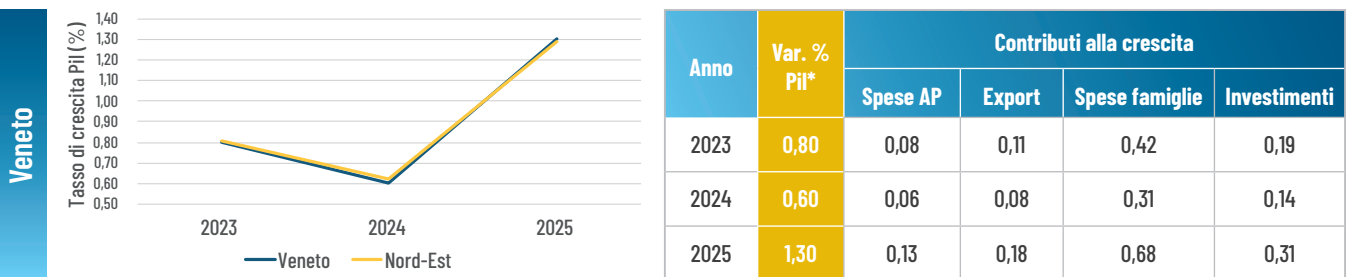 Veneto
Tasso di crescita Pil (%)
1,40
1,30
1,20
1,10
1,00
0,90
0,80
0,70
0,60
0,50
2023 2024 2025
Veneto Nord-Est
Anno Var. % Pil* Contributi alla crescita
Spese AP Export Spese famiglie Investimenti
2023 0,80 0,08 0,11 0,42 0,19
2024 0,60 0,06 0,08 0,31 0,14
2025 1,30 0,13 0,18 0,68 0,31